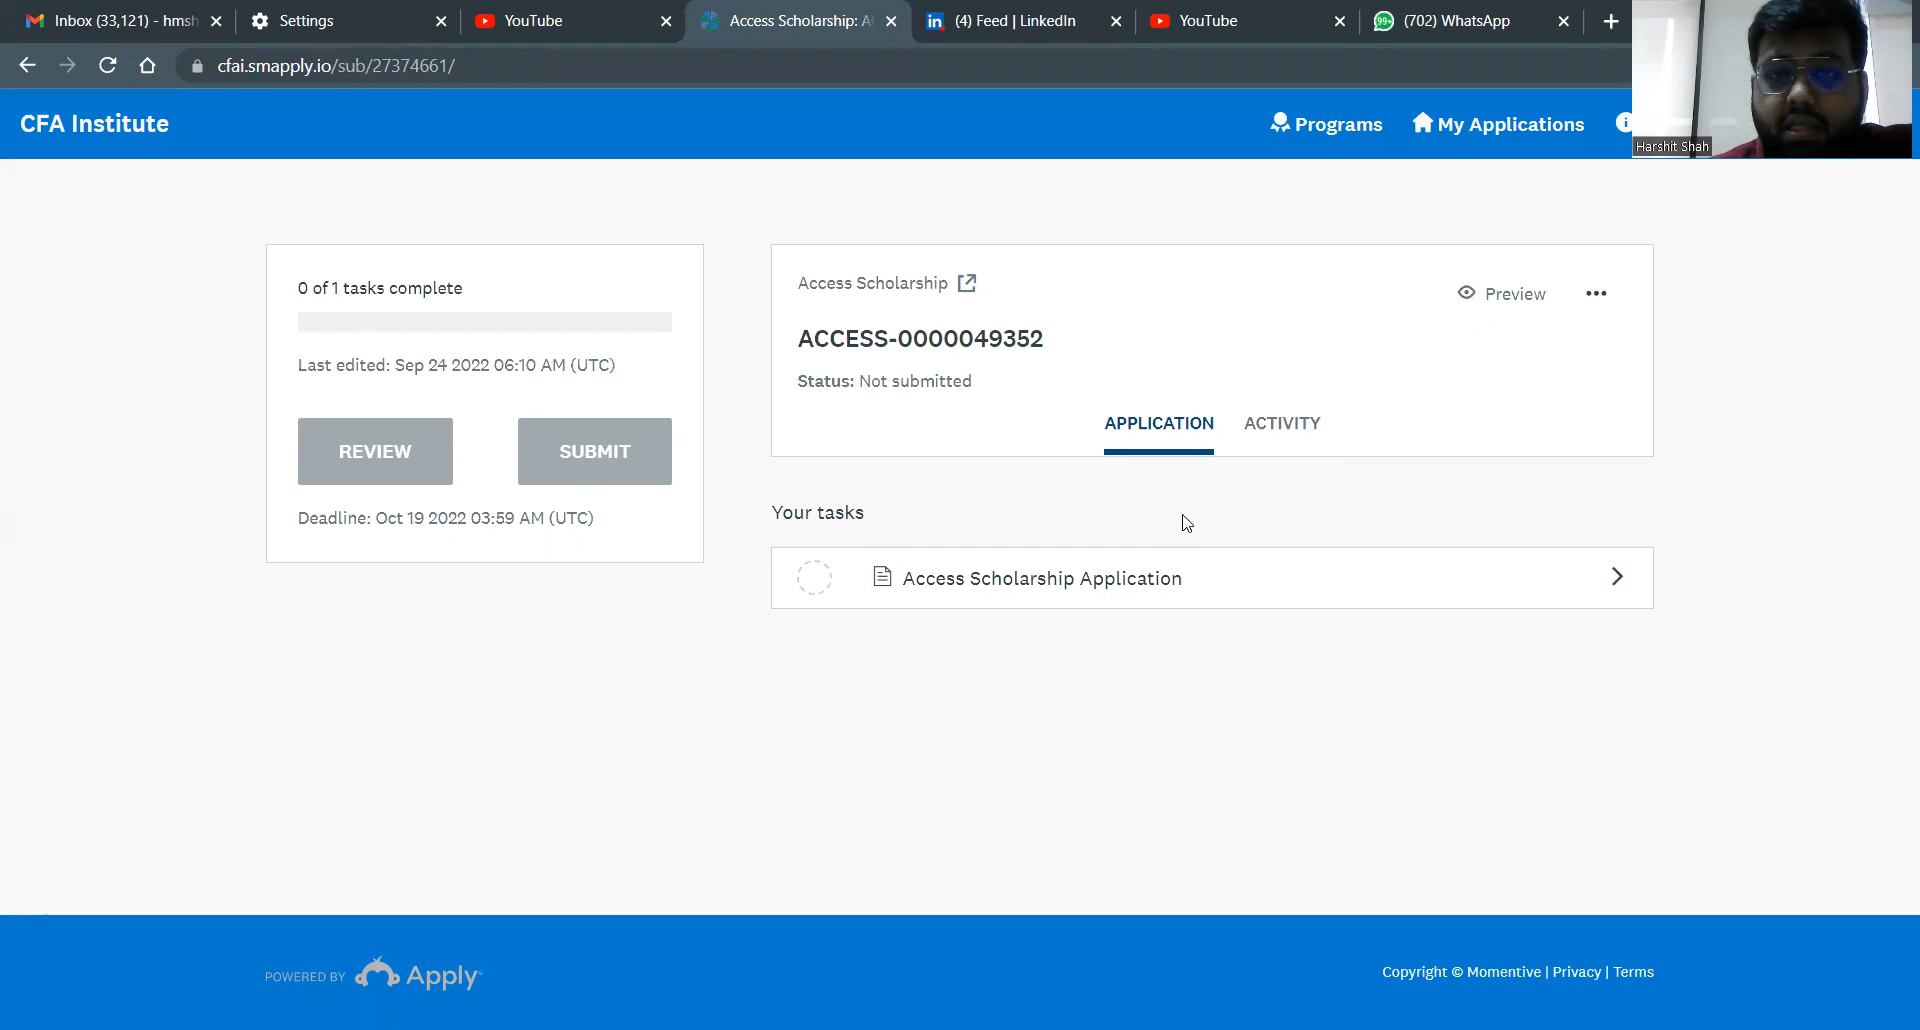 Inbox (33,121) - hmsh
Settings
YouTube
Access Scholarship: A
(4) Feed | LinkedIn
YouTube
99+
(702) WhatsApp
cfai.smapply.io/sub/27374661/
CFA Institute
Programs
My Applications
Harshit Shah
0 of 1 tasks complete
Last edited: Sep 24 2022 06:10 AM (UTC)
REVIEW
SUBMIT
Deadline: Oct 19 2022 03:59 AM (UTC)
Access Scholarship
Preview
ACCESS-0000049352
Status: Not submitted
APPLICATION
ACTIVITY
Your tasks
Access Scholarship Application
POWERED BY Apply
Copyright © Momentive | Privacy | Terms